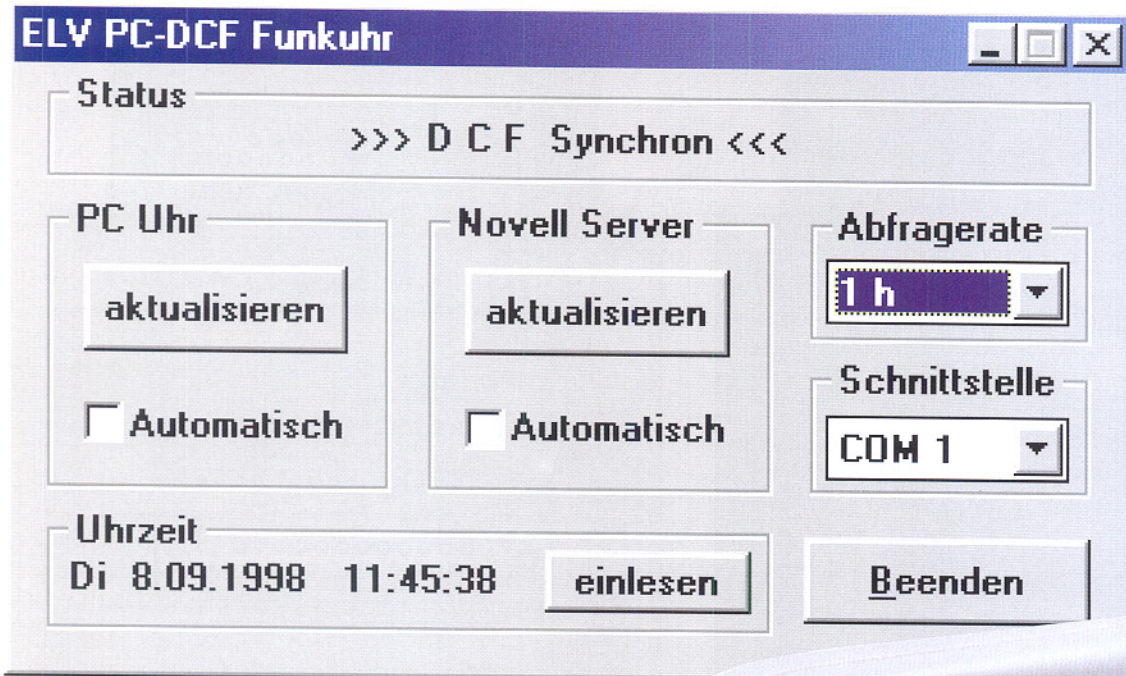 ELV PC-DCF Funkuhr
Status
>>> D C F Synchron <<<
PC Uhr
aktualisieren
Automatisch
Novell Server
aktualisieren
Automatisch
Abfragerate
1 h
Schnittstelle
COM 1
Uhrzeit
Di 8.09.1998 11:45:38
einlesen
Beenden